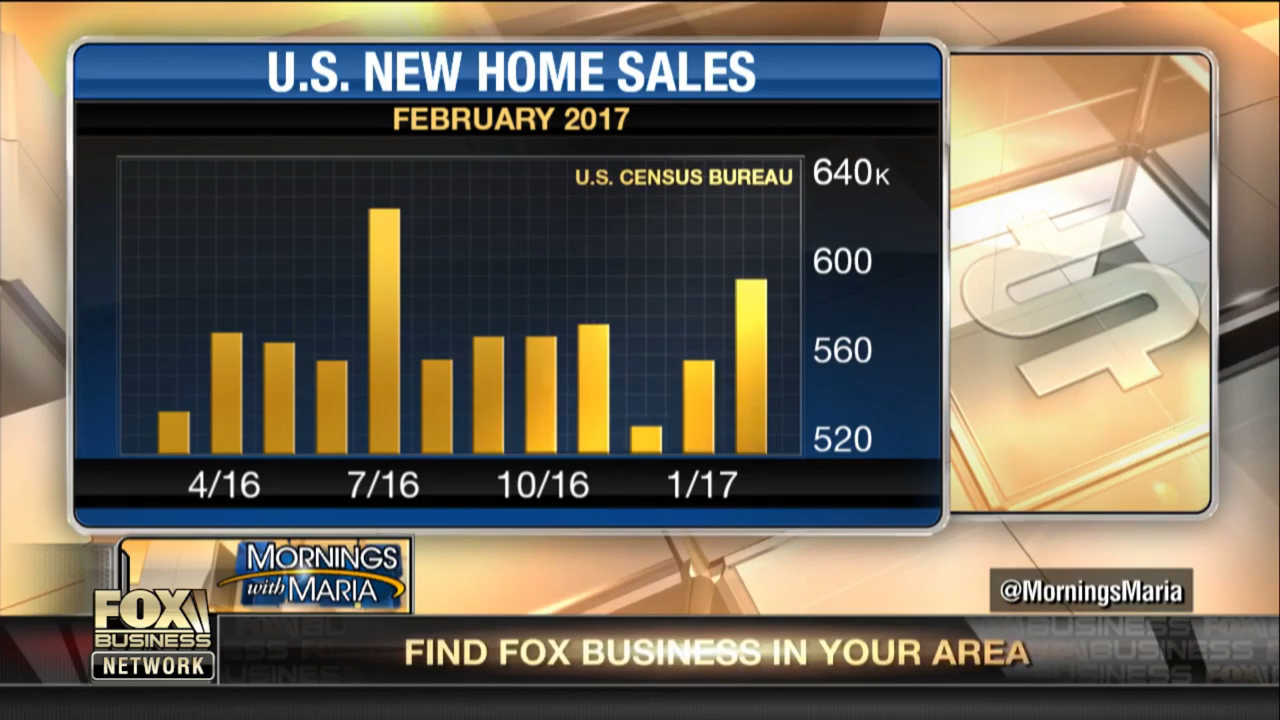 U.S. NEW HOME SALES
FEBRUARY 2017
U.S. CENSUS BUREAU
640K
600
560
520
4/16 7/16 10/16 1/17
MORNINGS
with MARIA
@MorningsMaria
FOX
BUSINESS
NETWORK
FIND FOX BUSINESS IN YOUR AREA